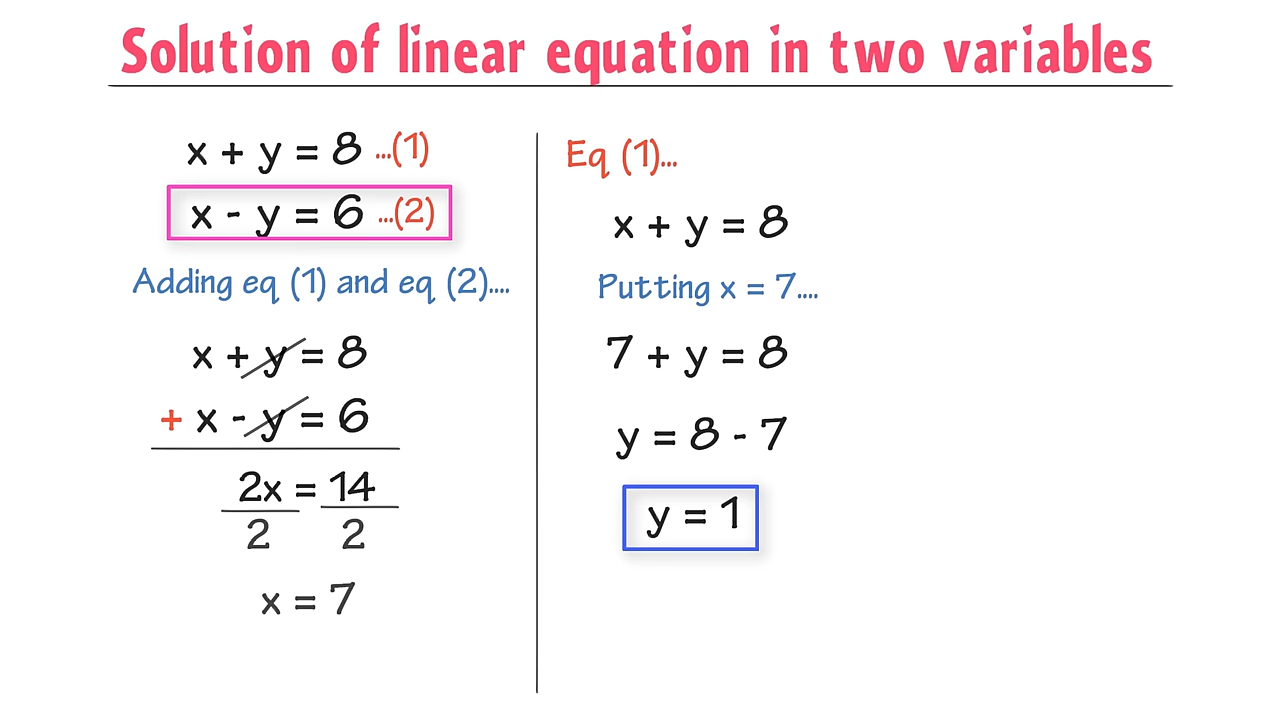 Solution of linear equation in two variables
x + y = 8 ...(1)
x - y = 6 ...(2)
Adding eq (1) and eq (2)....
x + y = 8
+ x - y = 6
2x = 14
2 2
x = 7
Eq (1)...
x + y = 8
Putting x = 7....
7 + y = 8
y = 8 - 7
y = 1